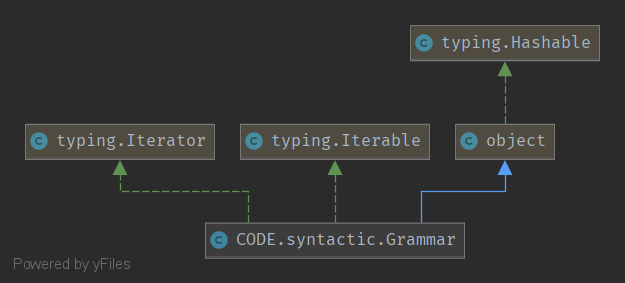 C typing.Hashable
C typing.Iterator
C typing.Iterable
C object
C CODE.syntactic.Grammar
Powered by yFiles